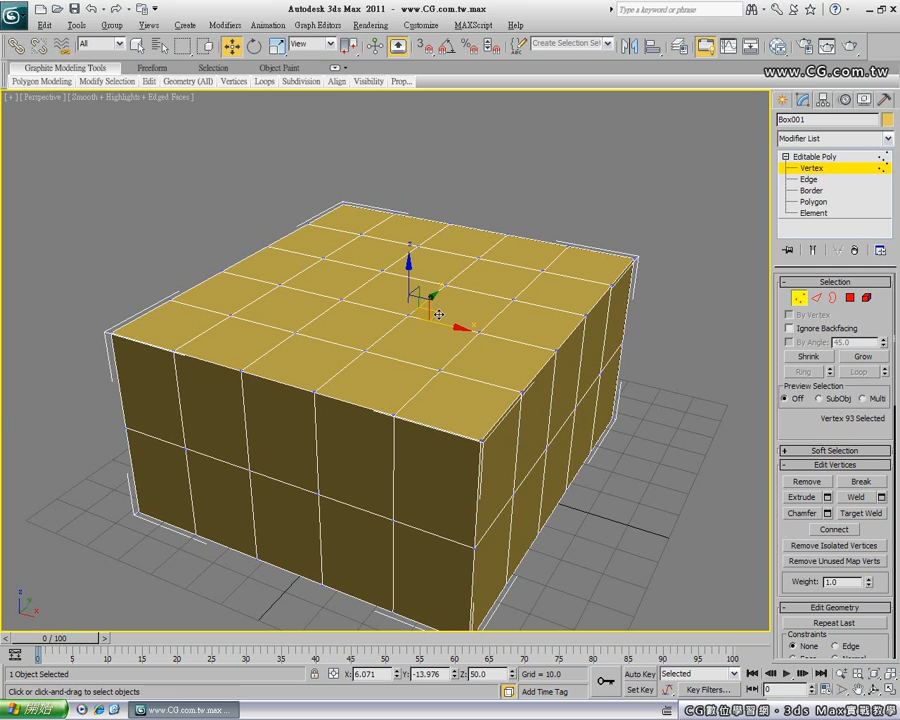 Autodesk 3ds Max 2011 - www.CG.com.tw.max
Type a keyword or phrase
Edit Tools Group Views Create Modifiers Animation Graph Editors Rendering Customize MAXScript Help
All View Create Selection Se
Graphite Modeling Tools Freeform Selection Object Paint
www.CG.com.tw
Polygon Modeling Modify Selection Edit Geometry (All) Vertices Loops Subdivision Align Visibility Prop...
[ + ] [ Perspective ] [ Smooth + Highlights + Edged Faces ]
Box001
Modifier List
Editable Poly
Vertex
Edge
Border
Polygon
Element
Selection
By Vertex
Ignore Backfacing
By Angle: 45.0
Shrink Grow
Ring Loop
Preview Selection
Off SubObj Multi
Vertex 93 Selected
Soft Selection
Edit Vertices
Remove Break
Extrude Weld
Chamfer Target Weld
Connect
Remove Isolated Vertices
Remove Unused Map Verts
Weight: 1.0
Edit Geometry
Repeat Last
Constraints
None Edge
z
x
z
y
x
0 / 100
0 5 10 15 20 25 30 35 40 45 50 55 60 65 70 75 80 85 90 95 100
1 Object Selected X: 6.071 Y: -13.976 Z: 50.0 Grid = 10.0 Auto Key Selected
Click or click-and-drag to select objects Add Time Tag Set Key Key Filters... 0
開始 www.CG.com.tw - 3ds ... CG數位學習網-3ds Max實戰教學